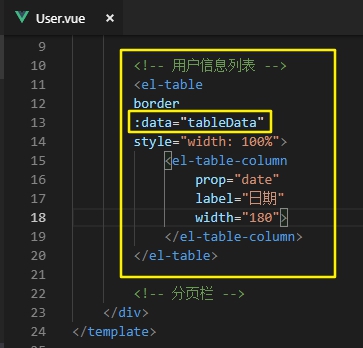 User.vue ×
9
10 <!-- 用户信息列表 -->
11 <el-table
12 border
13 :data="tableData"
14 style="width: 100%">
15 <el-table-column
16 prop="date"
17 label="日期"
18 width="180">
19 </el-table-column>
20 </el-table>
21
22 <!-- 分页栏 -->
23 </div>
24 </template>